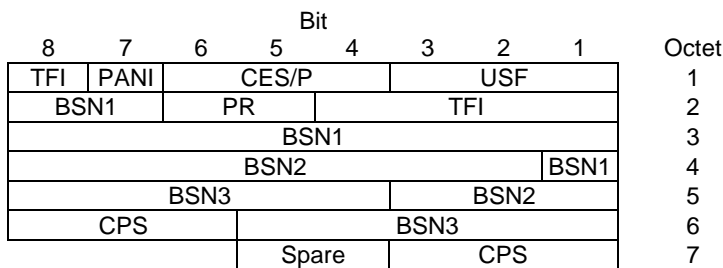 Bit
8 7 6 5 4 3 2 1 Octet
TFI PANI CES/P USF 1
BSN1 PR TFI 2
BSN1 3
BSN2 BSN1 4
BSN3 BSN2 5
CPS BSN3 6
Spare CPS 7